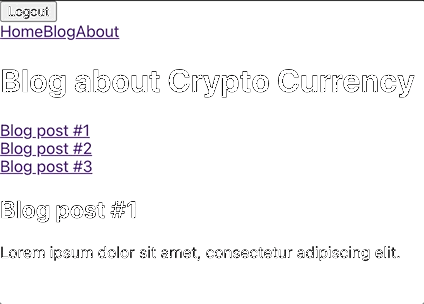 Logout
HomeBlogAbout
Blog about Crypto Currency
Blog post #1
Blog post #2
Blog post #3
Blog post #1
Lorem ipsum dolor sit amet, consectetur adipiscing elit.